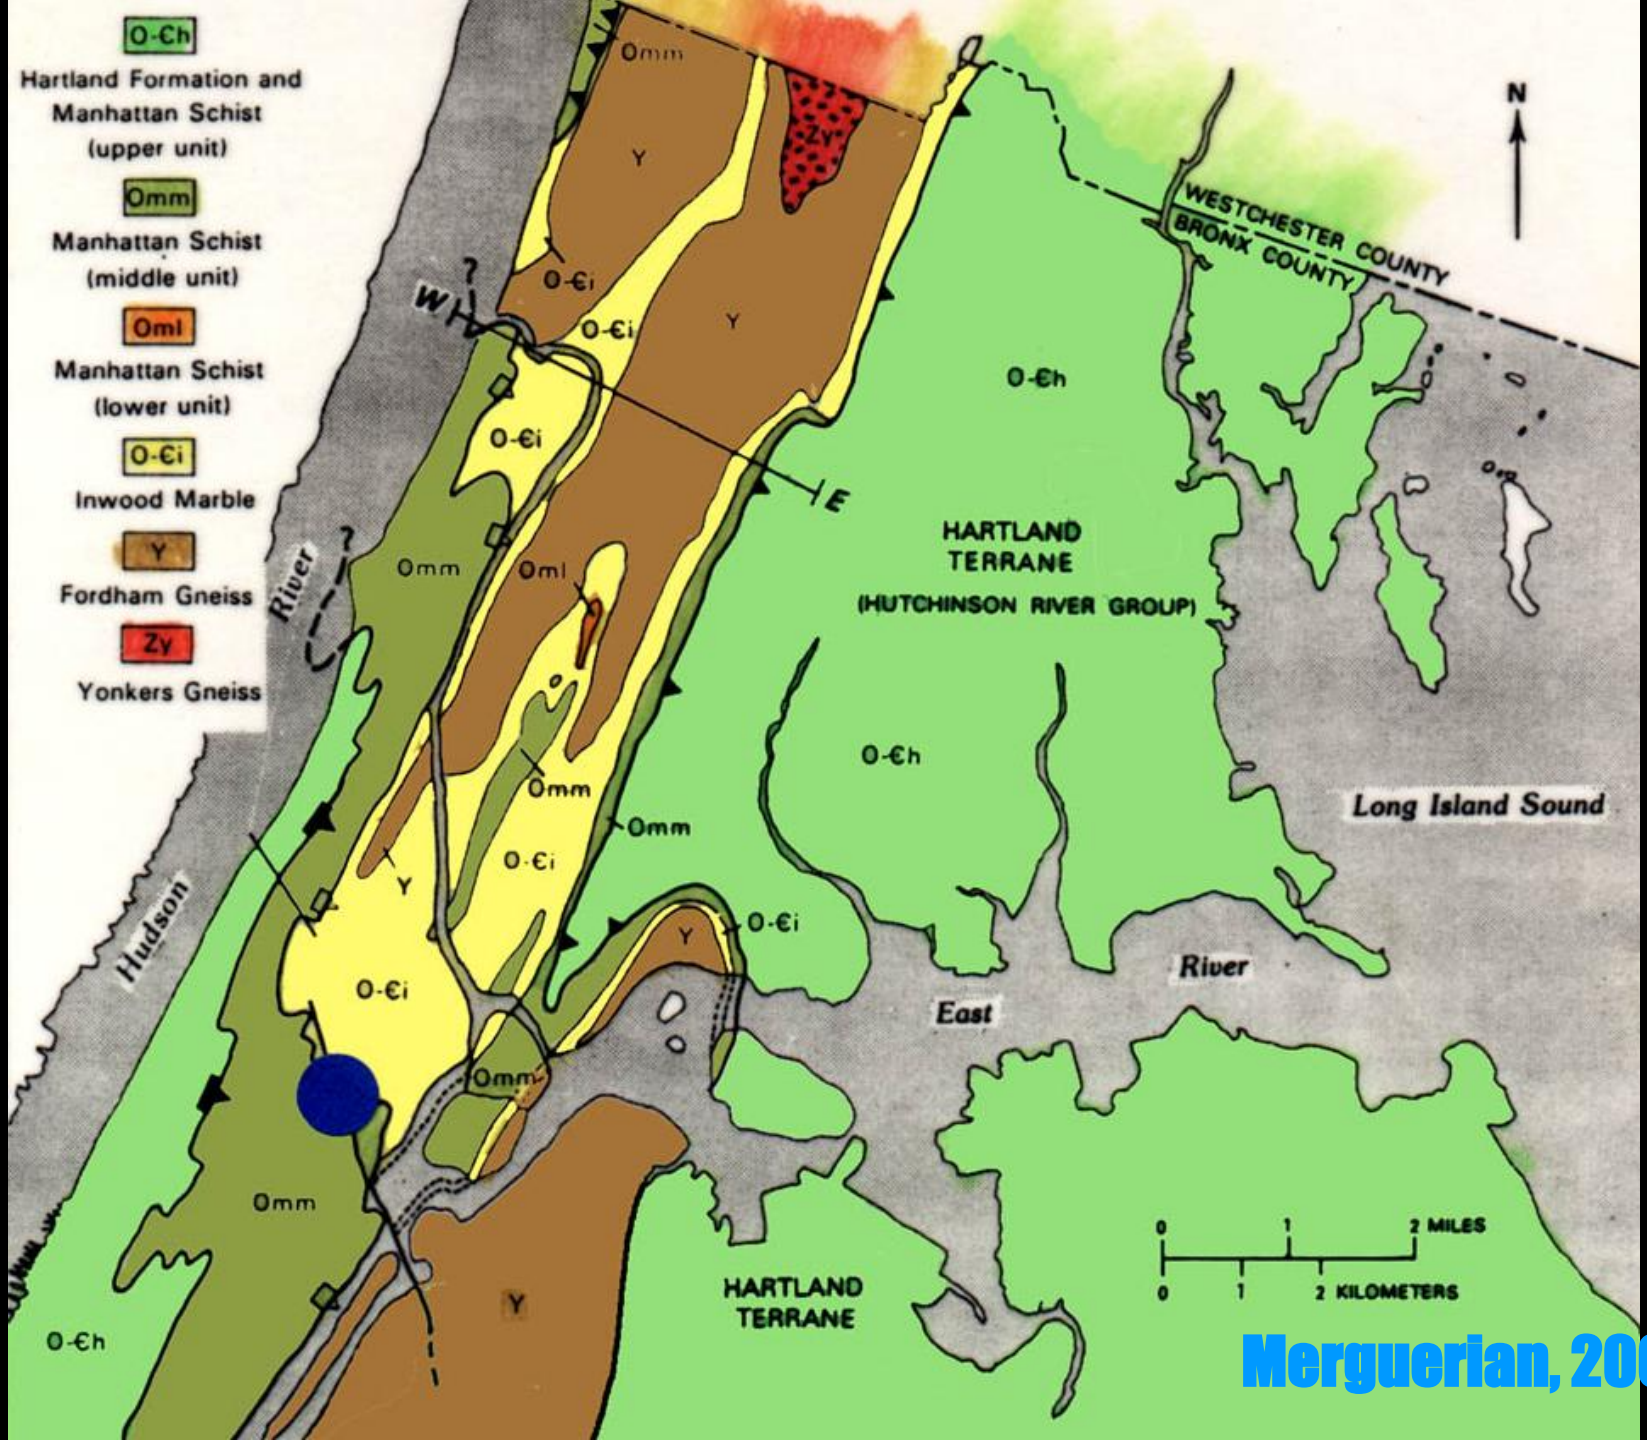 O-Єh
Hartland Formation and
Manhattan Schist
(upper unit)
Omm
Manhattan Schist
(middle unit)
Oml
Manhattan Schist
(lower unit)
O-Єi
Inwood Marble
Y
Fordham Gneiss
Zy
Yonkers Gneiss
Omm
Zy
Y
N
WESTCHESTER COUNTY
BRONX COUNTY
?
O-Єi
W
O-Єi
Y
O-Єh
O-Єi
E
HARTLAND
TERRANE
(HUTCHINSON RIVER GROUP)
?
River
Omm
Oml
O-Єh
Omm
Omm
Long Island Sound
O-Єi
Y
Hudson
O-Єi
Y
O-Єi
River
East
Omm
Omm
0 1 2 MILES
0 1 2 KILOMETERS
HARTLAND
TERRANE
Y
O-Єh
Merguerian, 200